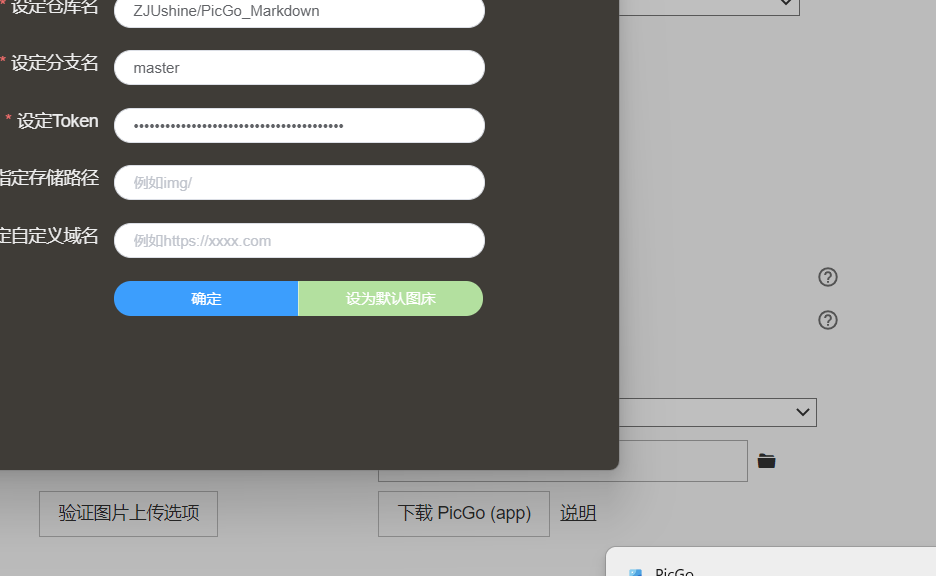 * 设定仓库名 ZJUshine/PicGo_Markdown
* 设定分支名 master
* 设定Token ••••••••••••••••••••••••••••••••••••••••
指定存储路径 例如img/
定自定义域名 例如https://xxxx.com
确定 设为默认图床
验证图片上传选项 下载 PicGo (app) 说明
PicGo